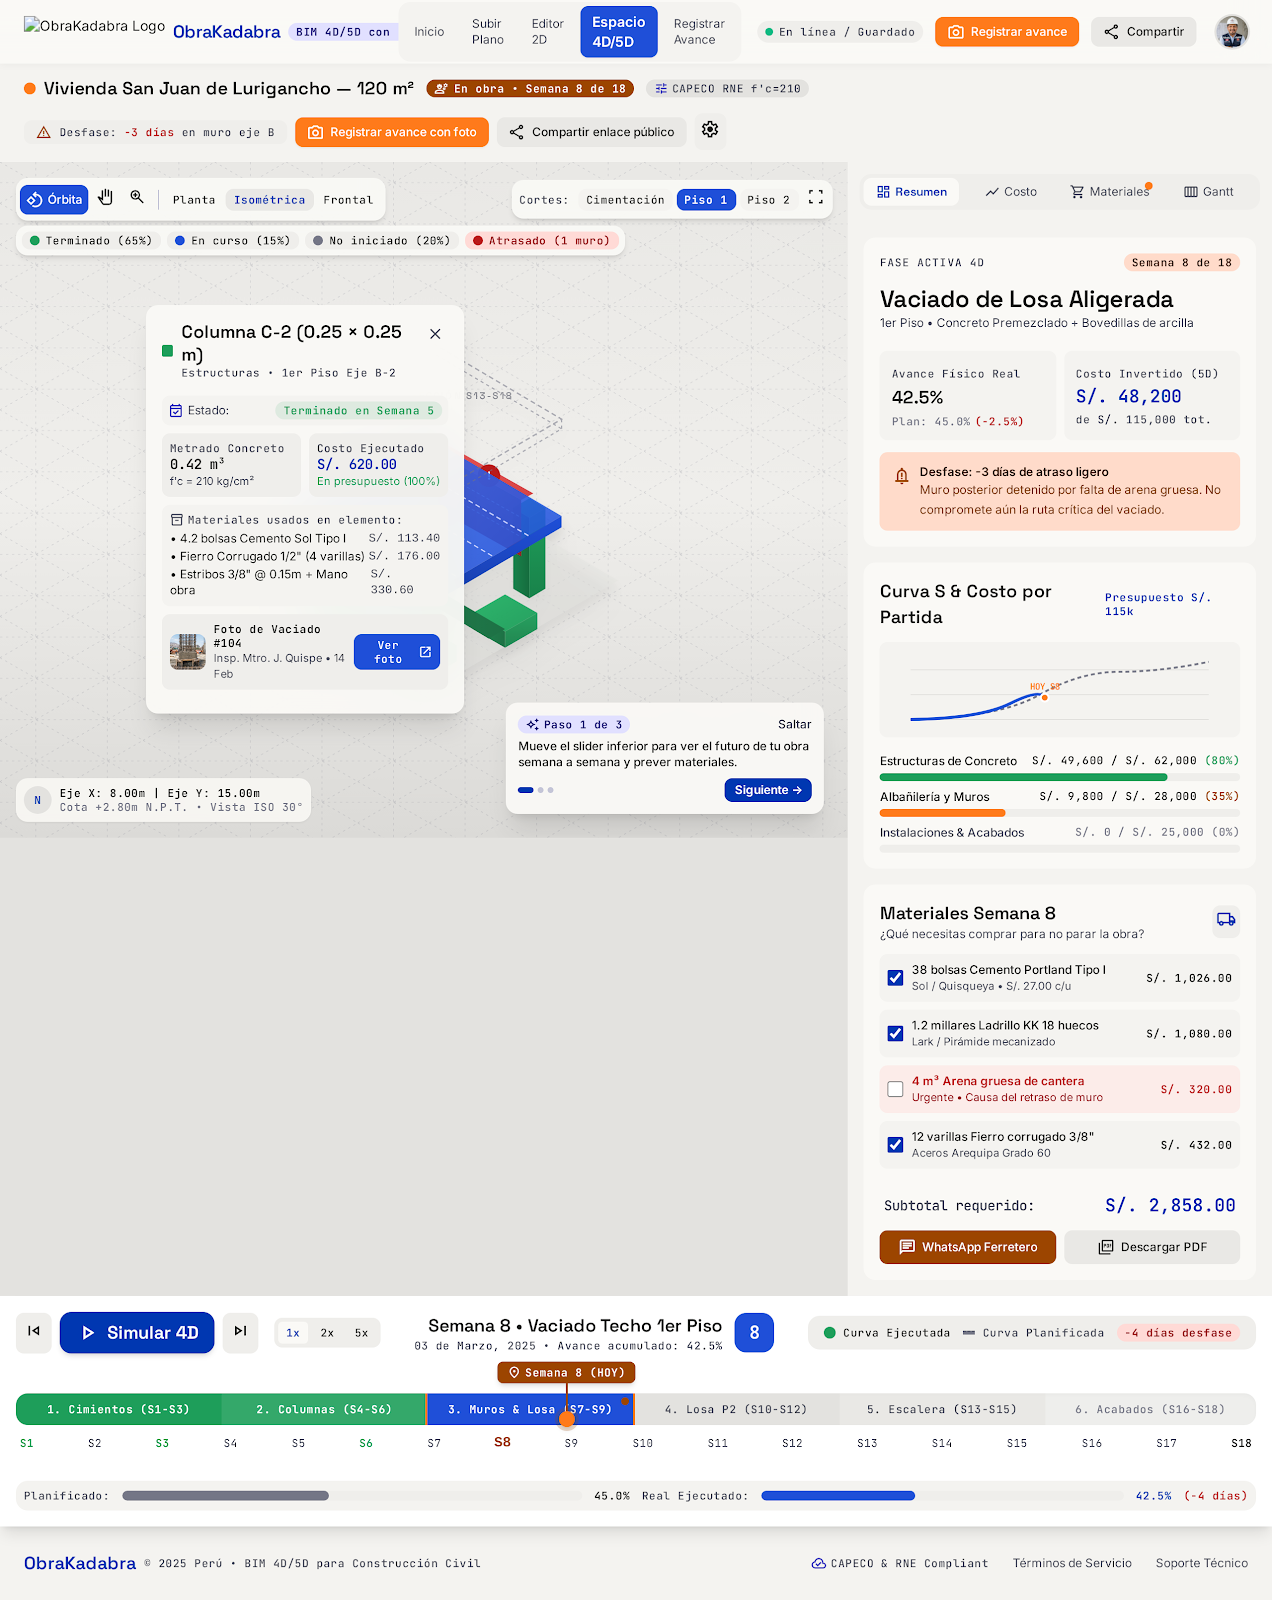 ObraKadabra Logo
ObraKadabra
BIM 4D/5D con
Inicio
Subir Plano
Editor 2D
Espacio 4D/5D
Registrar Avance
En línea / Guardado
Registrar avance
Compartir
Vivienda San Juan de Lurigancho — 120 m²
En obra • Semana 8 de 18
CAPECO RNE f'c=210
Desfase: -3 días en muro eje B
Registrar avance con foto
Compartir enlace público
Órbita
Planta
Isométrica
Frontal
Cortes:
Cimentación
Piso 1
Piso 2
Terminado (65%)
En curso (15%)
No iniciado (20%)
Atrasado (1 muro)
Columna C-2 (0.25 × 0.25 m)
Estructuras • 1er Piso Eje B-2
Estado:
Terminado en Semana 5
Metrado Concreto
0.42 m³
f'c = 210 kg/cm²
Costo Ejecutado
S/. 620.00
En presupuesto (100%)
Materiales usados en elemento:
• 4.2 bolsas Cemento Sol Tipo I S/. 113.40
• Fierro Corrugado 1/2" (4 varillas) S/. 176.00
• Estribos 3/8" @ 0.15m + Mano obra S/. 330.60
Foto de Vaciado #104
Insp. Mtro. J. Quispe • 14 Feb
Ver foto
S13-S18
Paso 1 de 3
Saltar
Mueve el slider inferior para ver el futuro de tu obra
semana a semana y prever materiales.
Siguiente →
N
Eje X: 8.00m | Eje Y: 15.00m
Cota +2.80m N.P.T. • Vista ISO 30°
Resumen
Costo
Materiales
Gantt
FASE ACTIVA 4D
Semana 8 de 18
Vaciado de Losa Aligerada
1er Piso • Concreto Premezclado + Bovedillas de arcilla
Avance Físico Real
42.5%
Plan: 45.0% (-2.5%)
Costo Invertido (5D)
S/. 48,200
de S/. 115,000 tot.
Desfase: -3 días de atraso ligero
Muro posterior detenido por falta de arena gruesa. No
compromete aún la ruta crítica del vaciado.
Curva S & Costo por Partida
Presupuesto S/. 115k
HOY S8
Estructuras de Concreto S/. 49,600 / S/. 62,000 (80%)
Albañilería y Muros S/. 9,800 / S/. 28,000 (35%)
Instalaciones & Acabados S/. 0 / S/. 25,000 (0%)
Materiales Semana 8
¿Qué necesitas comprar para no parar la obra?
38 bolsas Cemento Portland Tipo I
Sol / Quisqueya • S/. 27.00 c/u
S/. 1,026.00
1.2 millares Ladrillo KK 18 huecos
Lark / Pirámide mecanizado
S/. 1,080.00
4 m³ Arena gruesa de cantera
Urgente • Causa del retraso de muro
S/. 320.00
12 varillas Fierro corrugado 3/8"
Aceros Arequipa Grado 60
S/. 432.00
Subtotal requerido: S/. 2,858.00
WhatsApp Ferretero
Descargar PDF
Simular 4D
1x
2x
5x
Semana 8 • Vaciado Techo 1er Piso
03 de Marzo, 2025 • Avance acumulado: 42.5%
8
Curva Ejecutada
Curva Planificada
-4 días desfase
Semana 8 (HOY)
1. Cimientos (S1-S3)
2. Columnas (S4-S6)
3. Muros & Losa (S7-S9)
4. Losa P2 (S10-S12)
5. Escalera (S13-S15)
6. Acabados (S16-S18)
S1 S2 S3 S4 S5 S6 S7 S8 S9 S10 S11 S12 S13 S14 S15 S16 S17 S18
Planificado: 45.0%
Real Ejecutado: 42.5% (-4 días)
ObraKadabra © 2025 Perú • BIM 4D/5D para Construcción Civil
CAPECO & RNE Compliant
Términos de Servicio
Soporte Técnico